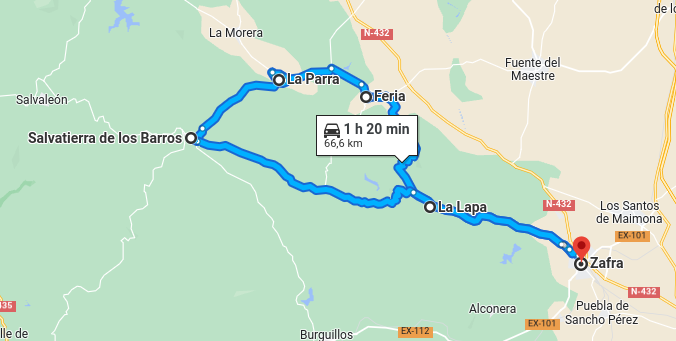 La Morera
N-432
de lo
La Parra
Fuente del
Maestre
Feria
Salvaleón
1 h 20 min
66,6 km
Salvatierra de los Barros
La Lapa
N-432
Los Santos
de Maimona
EX-101
Zafra
N-432
435
Alconera
Puebla de
Sancho Pérez
EX-101
EX-112
lle de
Burguillos